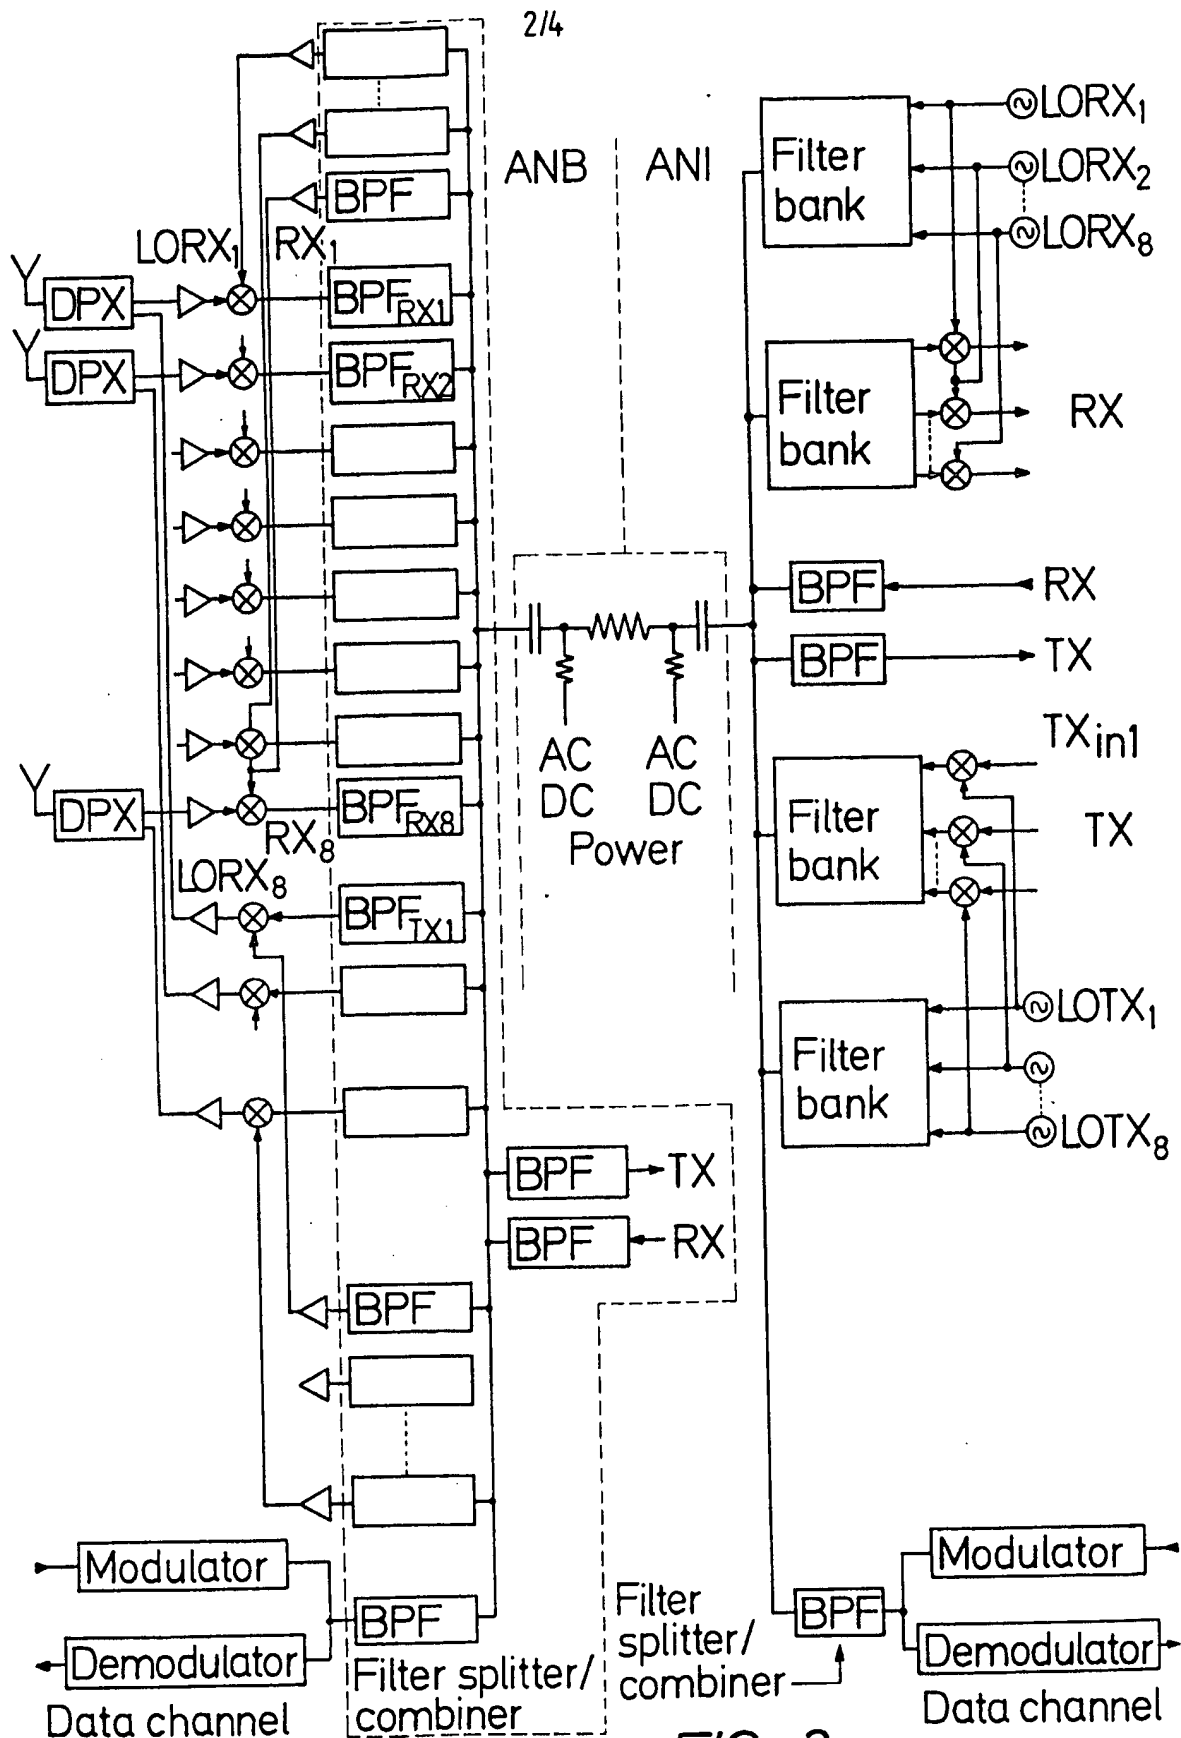 2/4
ANB
ANI
BPF
LORX1
RX1
DPX
BPFRX1
DPX
BPFRX2
DPX
BPFRX8
RX8
LORX8
BPFTX1
AC
DC
AC
DC
Power
Filter
bank
LORX1
LORX2
LORX8
Filter
bank
RX
BPF
RX
BPF
TX
TXin1
Filter
bank
TX
Filter
bank
LOTX1
LOTX8
BPF
TX
BPF
RX
BPF
Modulator
BPF
Demodulator
Data channel
Filter splitter/
combiner
Filter
splitter/
combiner
BPF
Modulator
Demodulator
Data channel